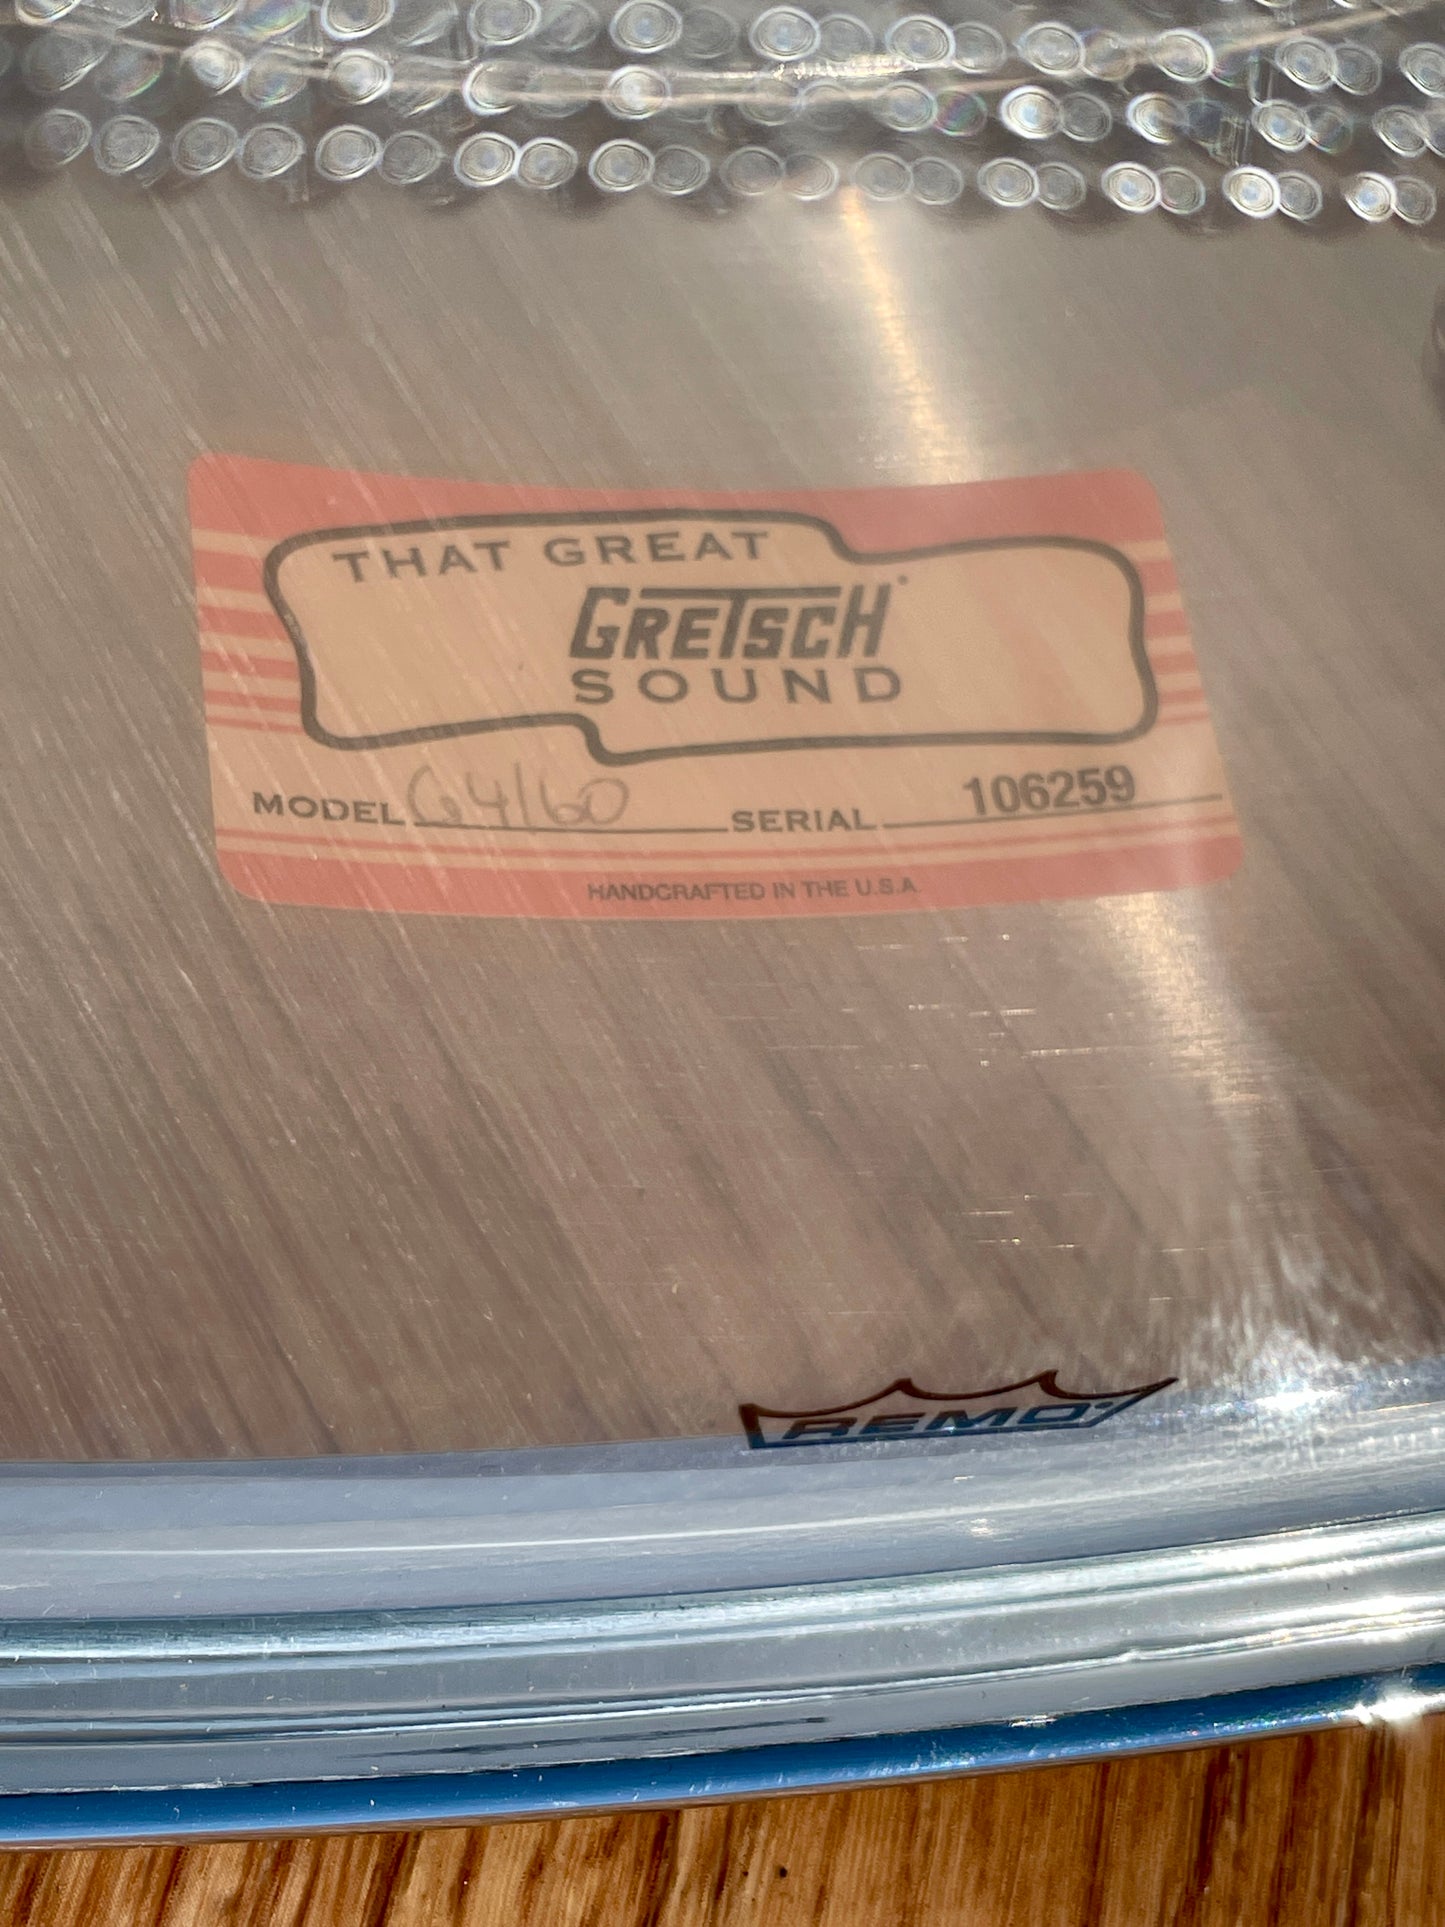 THAT GREAT
GRETSCH
SOUND
MODEL G4160 SERIAL 106259
HANDCRAFTED IN THE U.S.A.
REMO